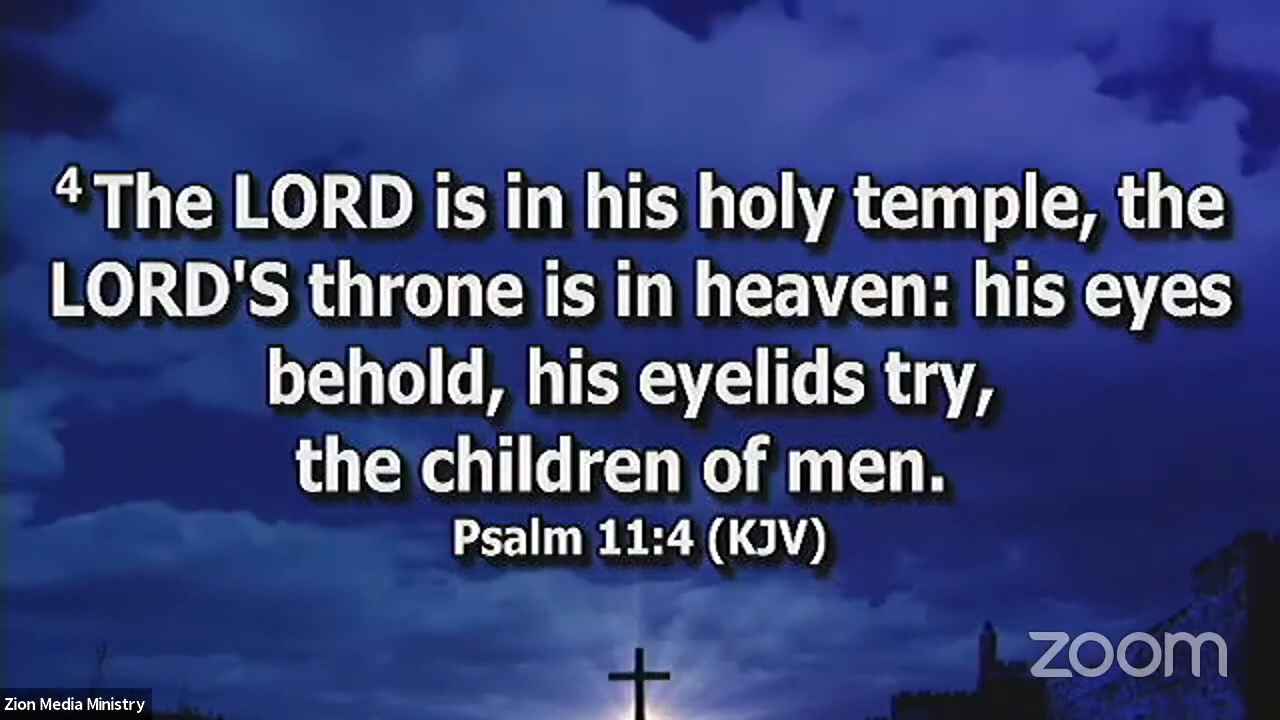 4 The LORD is in his holy temple, the
LORD'S throne is in heaven: his eyes
behold, his eyelids try,
the children of men.
Psalm 11:4 (KJV)
zoom
Zion Media Ministry